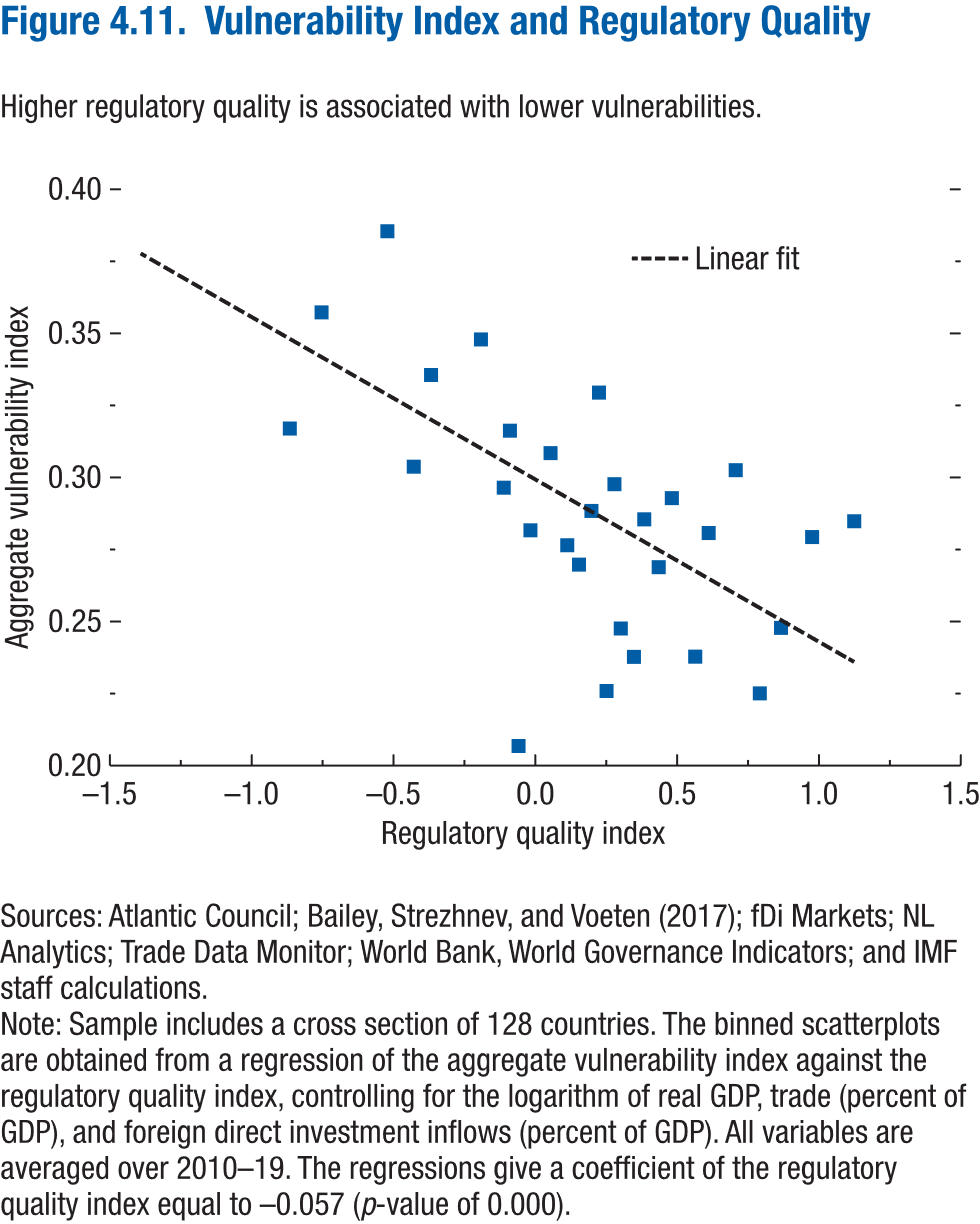 Figure 4.11. Vulnerability Index and Regulatory Quality
Higher regulatory quality is associated with lower vulnerabilities.
0.40
0.35
0.30
0.25
0.20
Aggregate vulnerability index
Linear fit
–1.5
–1.0
–0.5
0.0
0.5
1.0
1.5
Regulatory quality index
Sources: Atlantic Council; Bailey, Strezhnev, and Voeten (2017); fDi Markets; NL
Analytics; Trade Data Monitor; World Bank, World Governance Indicators; and IMF
staff calculations.
Note: Sample includes a cross section of 128 countries. The binned scatterplots
are obtained from a regression of the aggregate vulnerability index against the
regulatory quality index, controlling for the logarithm of real GDP, trade (percent of
GDP), and foreign direct investment inflows (percent of GDP). All variables are
averaged over 2010–19. The regressions give a coefficient of the regulatory
quality index equal to –0.057 (p-value of 0.000).